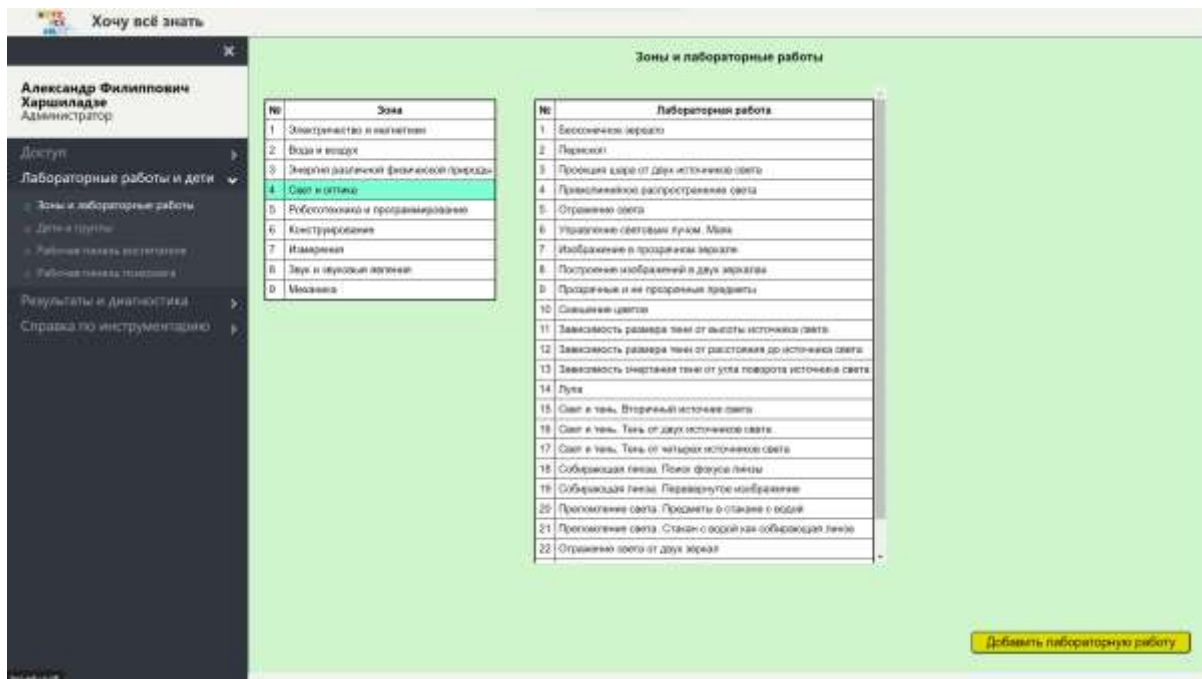 Хочу всё знать
Александр Филиппович
Харшиладзе
Администратор
Доступ
Лабораторные работы и дети
Зоны и лабораторные работы
Дети и группы
Рабочая панель воспитателя
Рабочая панель психолога
Результаты и диагностика
Справка по инструментарию
Зоны и лабораторные работы
№ Зона
1 Электричество и магнетизм
2 Вода и воздух
3 Энергия различной физической природы
4 Свет и оптика
5 Робототехника и программирование
6 Конструирование
7 Измерения
8 Звук и звуковые явления
9 Механика
№ Лабораторная работа
1 Бесконечное зеркало
2 Перископ
3 Проекция шара от двух источников света
4 Прямолинейное распространение света
5 Отражение света
6 Управление световым лучом. Маяк
7 Изображение в прозрачном зеркале
8 Построение изображений в двух зеркалах
9 Прозрачные и не прозрачные предметы
10 Смешение цветов
11 Зависимость размера тени от высоты источника света
12 Зависимость размера тени от расстояния до источника света
13 Зависимость очертания тени от угла поворота источника света
14 Лупа
15 Свет и тень. Вторичный источник света
16 Свет и тень. Тень от двух источников света
17 Свет и тень. Тень от четырех источников света
18 Собирающая линза. Поиск фокуса линзы
19 Собирающая линза. Перевернутое изображение
20 Преломление света. Предметы в стакане с водой
21 Преломление света. Стакан с водой как собирающая линза
22 Отражение света от двух зеркал
Добавить лабораторную работу